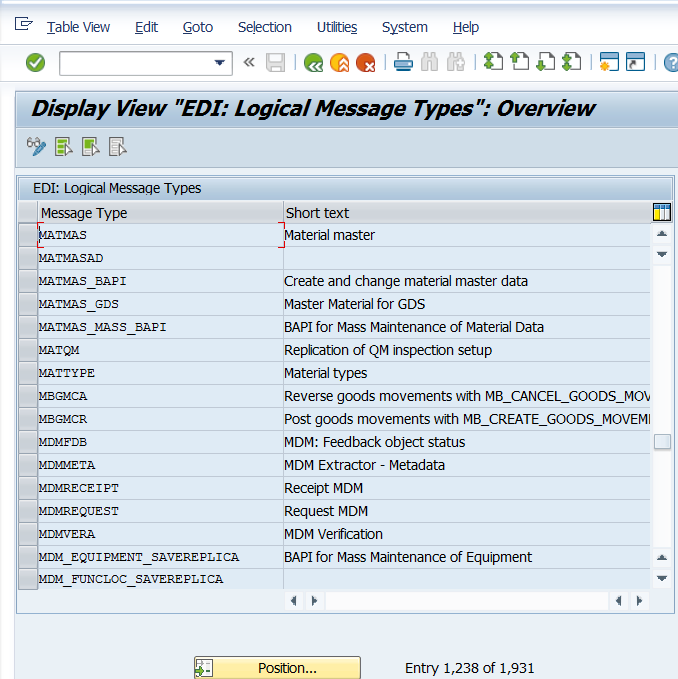 Table View Edit Goto Selection Utilities System Help
Display View "EDI: Logical Message Types": Overview
EDI: Logical Message Types
Message Type Short text
MATMAS Material master
MATMASAD
MATMAS_BAPI Create and change material master data
MATMAS_GDS Master Material for GDS
MATMAS_MASS_BAPI BAPI for Mass Maintenance of Material Data
MATQM Replication of QM inspection setup
MATTYPE Material types
MBGMCA Reverse goods movements with MB_CANCEL_GOODS_MOV
MBGMCR Post goods movements with MB_CREATE_GOODS_MOVEM
MDMFDB MDM: Feedback object status
MDMMETA MDM Extractor - Metadata
MDMRECEIPT Receipt MDM
MDMREQUEST Request MDM
MDMVERA MDM Verification
MDM_EQUIPMENT_SAVEREPLICA BAPI for Mass Maintenance of Equipment
MDM_FUNCLOC_SAVEREPLICA
Position... Entry 1,238 of 1,931